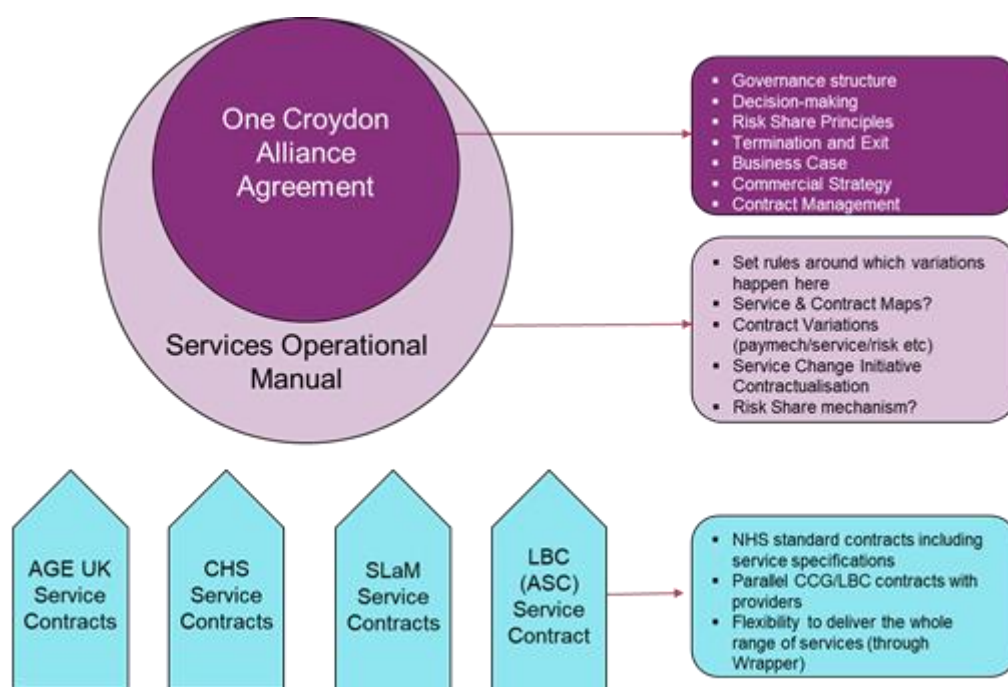 One Croydon
Alliance
Agreement
Services Operational
Manual
▪ Governance structure
▪ Decision-making
▪ Risk Share Principles
▪ Termination and Exit
▪ Business Case
▪ Commercial Strategy
▪ Contract Management
▪ Set rules around which variations
happen here
▪ Service & Contract Maps?
▪ Contract Variations
(paymech/service/risk etc)
▪ Service Change Initiative
Contractualisation
▪ Risk Share mechanism?
AGE UK
Service
Contracts
CHS
Service
Contracts
SLaM
Service
Contracts
LBC
(ASC)
Service
Contract
▪ NHS standard contracts including
service specifications
▪ Parallel CCG/LBC contracts with
providers
▪ Flexibility to deliver the whole
range of services (through
Wrapper)